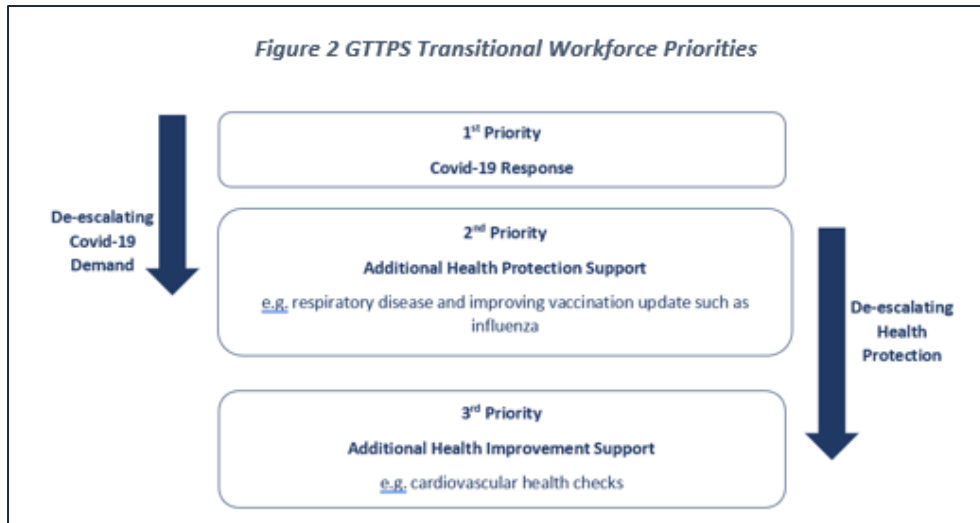 Figure 2 GTTPS Transitional Workforce Priorities
1st Priority
Covid-19 Response
De-escalating
Covid-19
Demand
2nd Priority
Additional Health Protection Support
e.g. respiratory disease and improving vaccination update such as
influenza
De-escalating
Health
Protection
3rd Priority
Additional Health Improvement Support
e.g. cardiovascular health checks